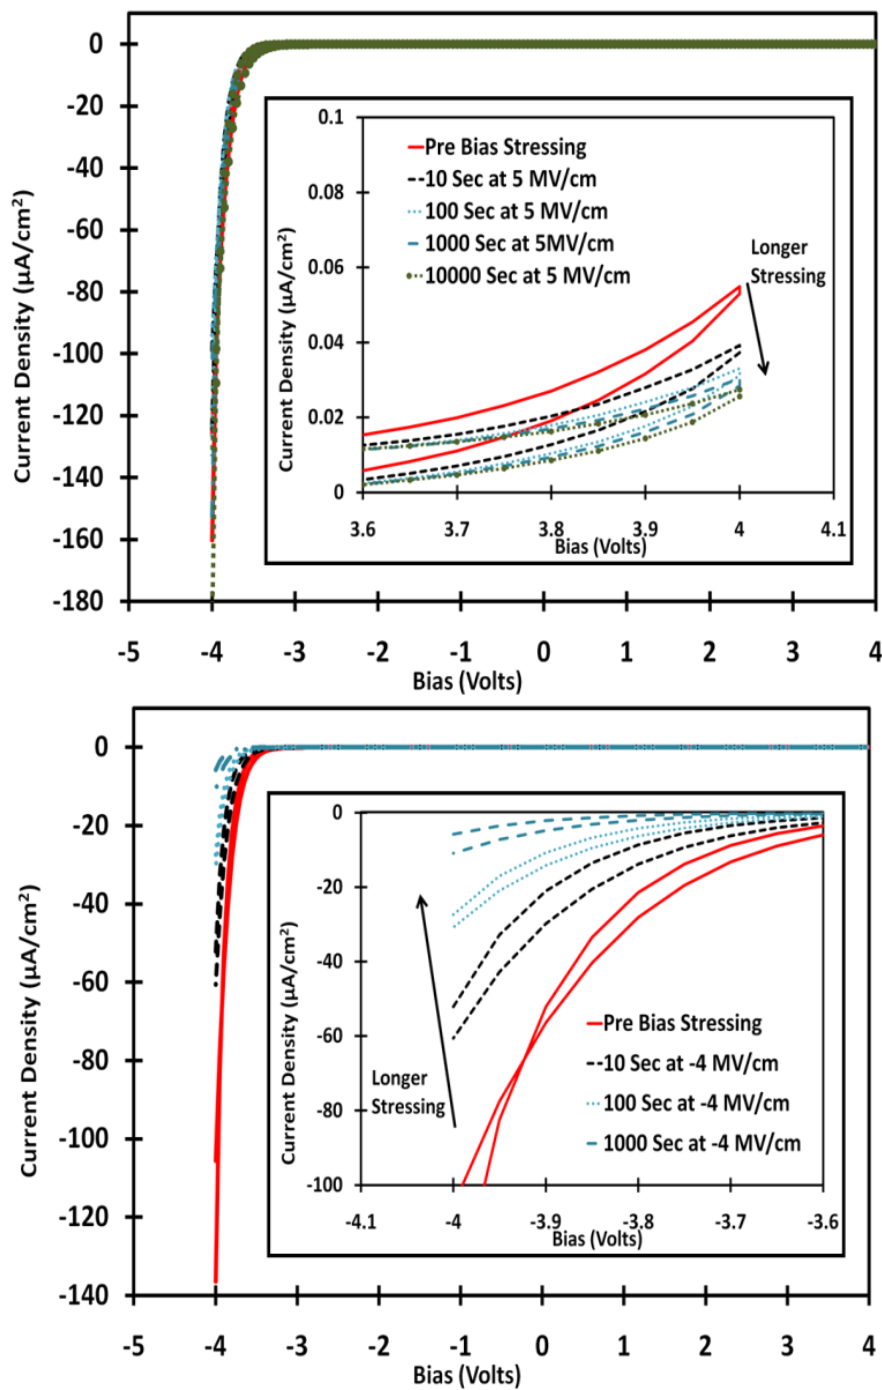 0
-20
-40
-60
-80
-100
-120
-140
-160
-180
Current Density (µA/cm²)
-5 -4 -3 -2 -1 0 1 2 3 4
Bias (Volts)
0.1
0.08
0.06
0.04
0.02
0
Current Density (µA/cm²)
3.6 3.7 3.8 3.9 4 4.1
Bias (Volts)
Pre Bias Stressing
10 Sec at 5 MV/cm
100 Sec at 5 MV/cm
1000 Sec at 5MV/cm
10000 Sec at 5 MV/cm
Longer
Stressing
0
-20
-40
-60
-80
-100
-120
-140
Current Density (µA/cm²)
-5 -4 -3 -2 -1 0 1 2 3 4
Bias (Volts)
0
-20
-40
-60
-80
-100
Current Density (µA/cm²)
-4.1 -4 -3.9 -3.8 -3.7 -3.6
Bias (Volts)
Longer
Stressing
Pre Bias Stressing
10 Sec at -4 MV/cm
100 Sec at -4 MV/cm
1000 Sec at -4 MV/cm